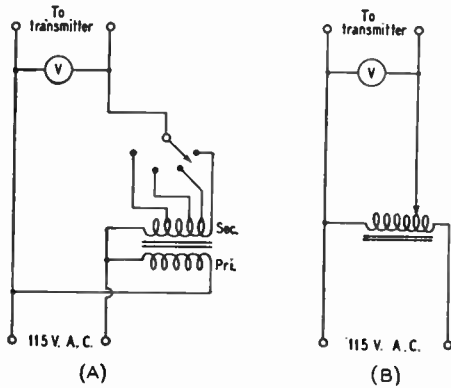 To
transmitter
V
Sec.
Pri.
115 V. A.C.
(A)
To
transmitter
V
115 V. A.C.
(B)